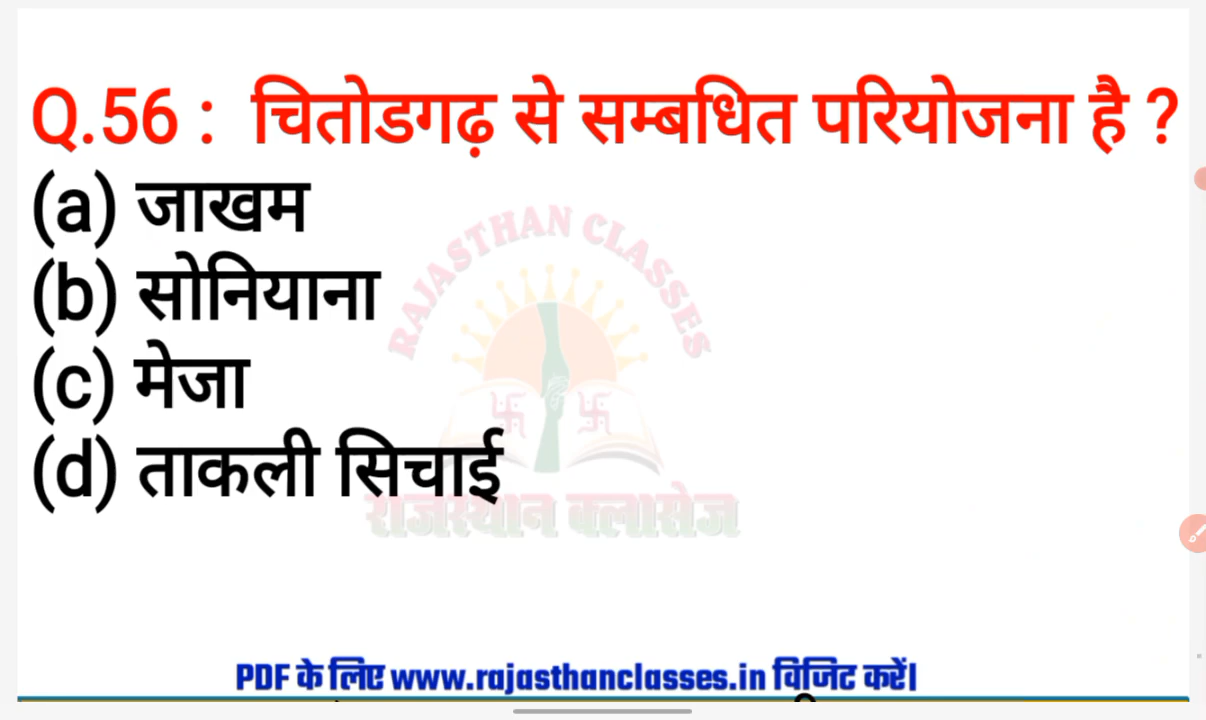 Q.56 : चितोडगढ़ से सम्बधित परियोजना है ?
(a) जाखम
(b) सोनियाना
(c) मेजा
(d) ताकली सिचाई
RAJASTHAN CLASSES
राजस्थान क्लासेज
PDF के लिए www.rajasthanclasses.in विजिट करें।